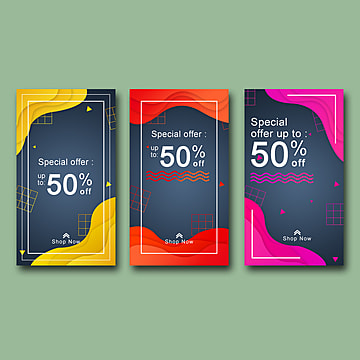 Special offer :
up to: 50% off
Shop Now
Special offer :
up to: 50% off
Shop Now
Special
offer up to :
50% off
Shop Now